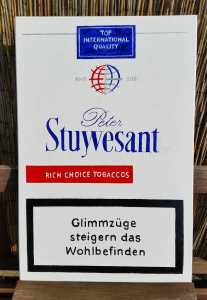 TOP
INTERNATIONAL
QUALITY
Peter
Stuyvesant
RICH CHOICE TOBACCOS
Glimmzüge
steigern das
Wohlbefinden